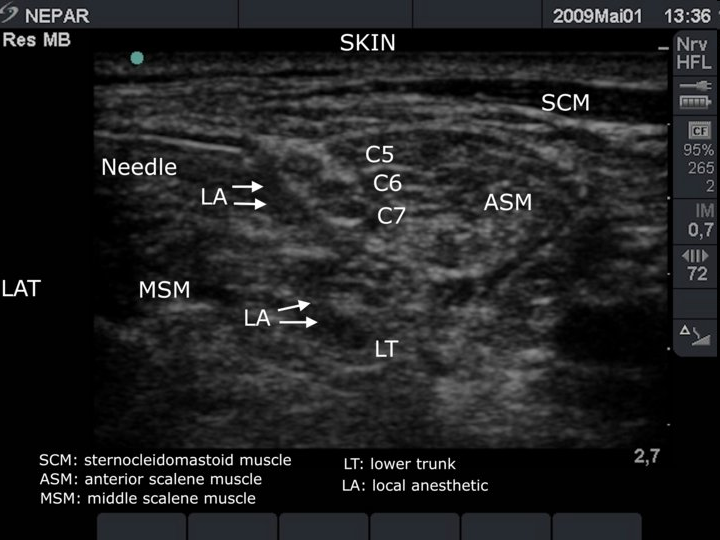 NEPAR 2009Mai01 13:36
Res MB
SKIN
Nrv
HFL
SCM
CF
C5
95%
Needle
265
C6
2
LA
ASM
IM
C7
0,7
72
LAT
MSM
LA
LT
2,7
SCM: sternocleidomastoid muscle
ASM: anterior scalene muscle
MSM: middle scalene muscle
LT: lower trunk
LA: local anesthetic